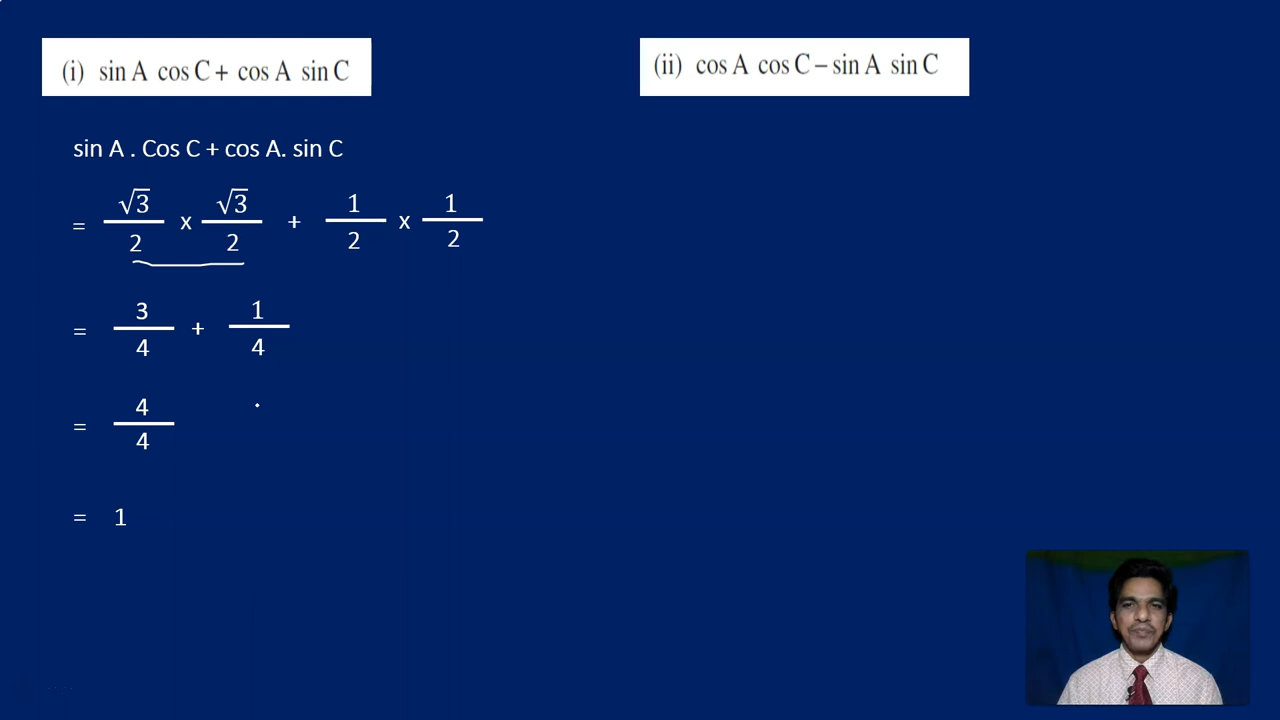 (i) sin A cos C + cos A sin C
(ii) cos A cos C – sin A sin C
sin A . Cos C + cos A. sin C
= √3/2 x √3/2 + 1/2 x 1/2
= 3/4 + 1/4
= 4/4
= 1